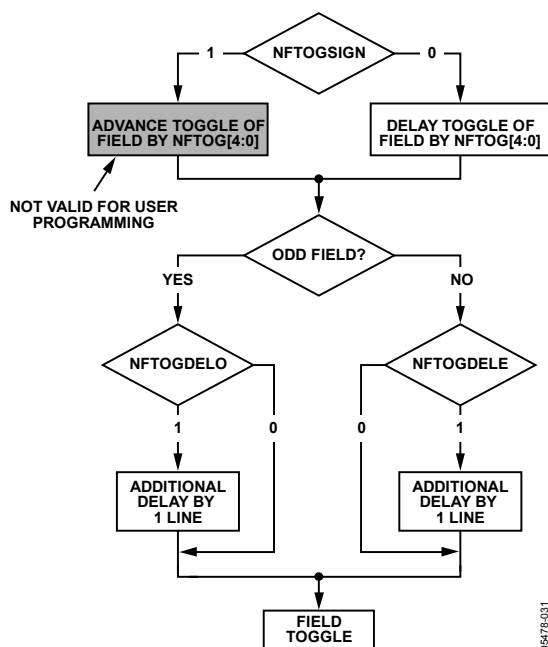 NFTOGSIGN
1
0
ADVANCE TOGGLE OF
FIELD BY NFTOG[4:0]
DELAY TOGGLE OF
FIELD BY NFTOG[4:0]
NOT VALID FOR USER
PROGRAMMING
ODD FIELD?
YES
NO
NFTOGDELO
NFTOGDELE
1
0
0
1
ADDITIONAL
DELAY BY
1 LINE
ADDITIONAL
DELAY BY
1 LINE
FIELD
TOGGLE
05478-031